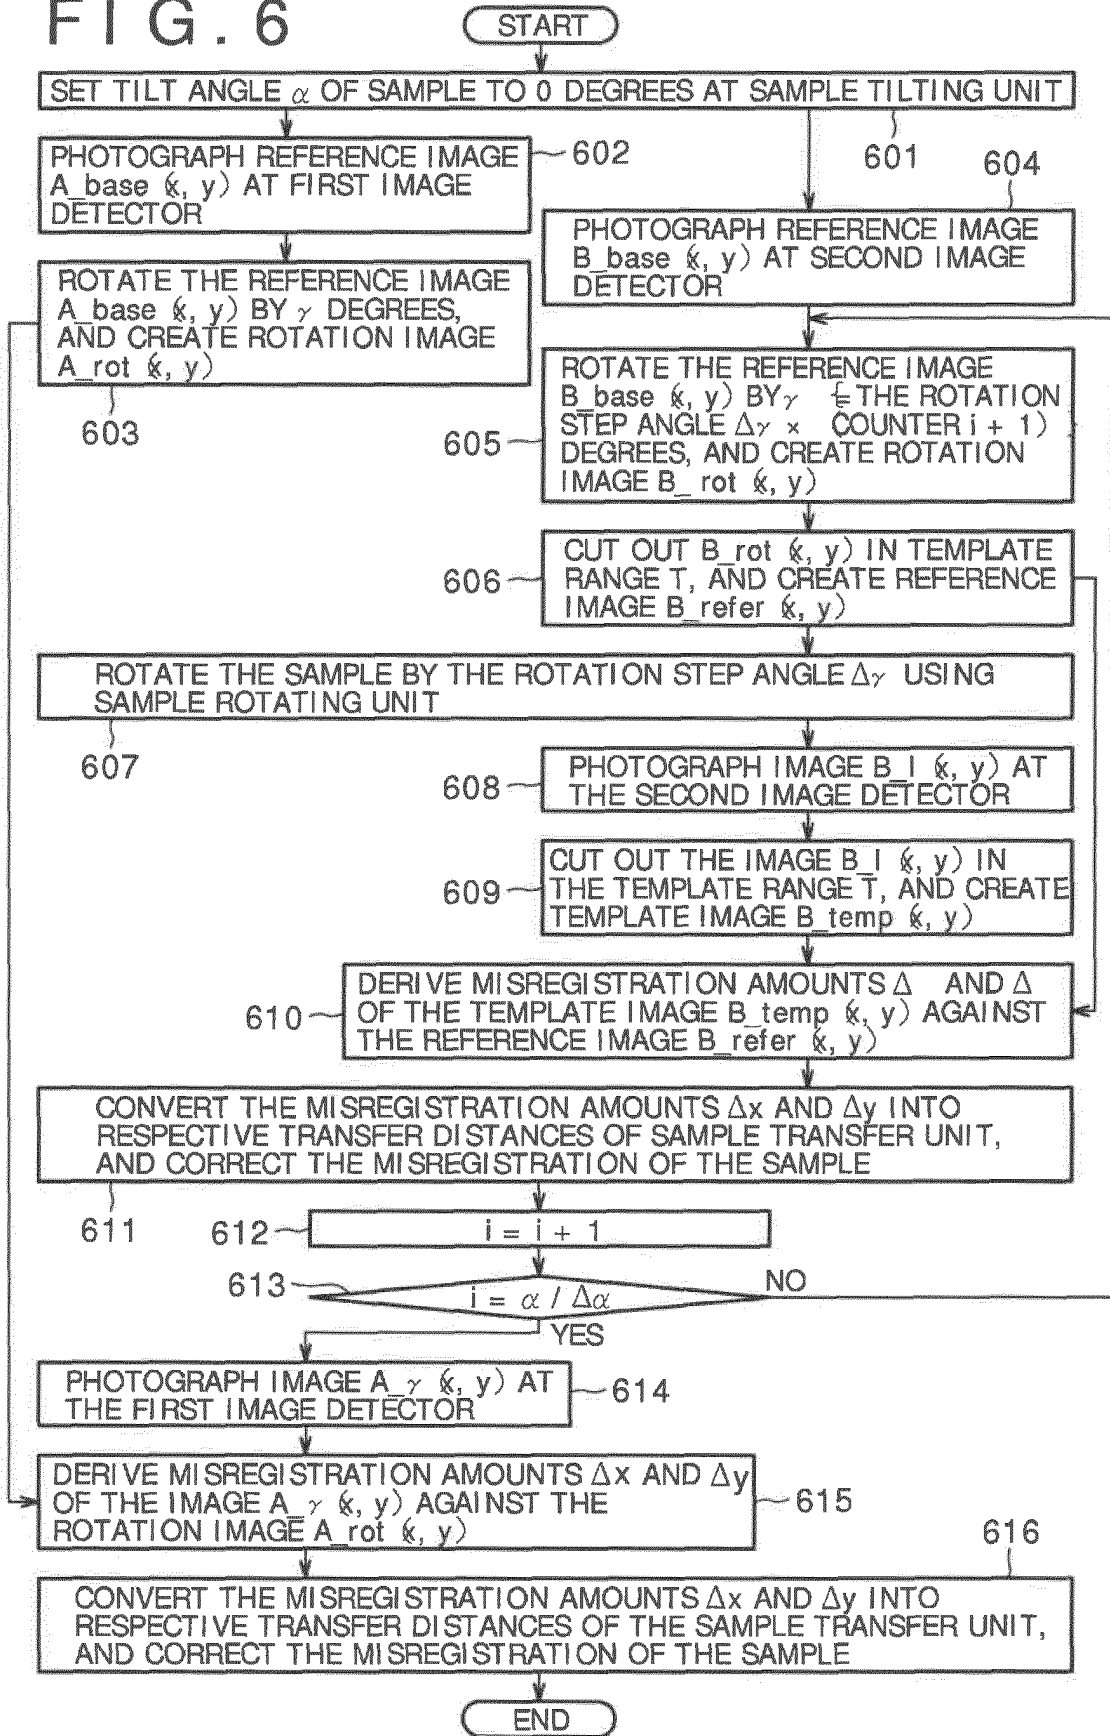 FIG. 6
START
SET TILT ANGLE α OF SAMPLE TO 0 DEGREES AT SAMPLE TILTING UNIT
601
PHOTOGRAPH REFERENCE IMAGE
A_base (x, y) AT FIRST IMAGE
DETECTOR
602
604
PHOTOGRAPH REFERENCE IMAGE
B_base (x, y) AT SECOND IMAGE
DETECTOR
ROTATE THE REFERENCE IMAGE
A_base (x, y) BY γ DEGREES,
AND CREATE ROTATION IMAGE
A_rot (x, y)
603
ROTATE THE REFERENCE IMAGE
B_base (x, y) BY γ (= THE ROTATION
STEP ANGLE Δγ × (COUNTER i + 1)
DEGREES, AND CREATE ROTATION
IMAGE B_ rot (x, y)
605
CUT OUT B_rot (x, y) IN TEMPLATE
RANGE T, AND CREATE REFERENCE
IMAGE B_refer (x, y)
606
ROTATE THE SAMPLE BY THE ROTATION STEP ANGLE Δγ USING
SAMPLE ROTATING UNIT
607
PHOTOGRAPH IMAGE B_I (x, y) AT
THE SECOND IMAGE DETECTOR
608
CUT OUT THE IMAGE B_I (x, y) IN
THE TEMPLATE RANGE T, AND CREATE
TEMPLATE IMAGE B_temp (x, y)
609
DERIVE MISREGISTRATION AMOUNTS Δ AND Δ
OF THE TEMPLATE IMAGE B_temp (x, y) AGAINST
THE REFERENCE IMAGE B_refer (x, y)
610
CONVERT THE MISREGISTRATION AMOUNTS Δx AND Δy INTO
RESPECTIVE TRANSFER DISTANCES OF SAMPLE TRANSFER UNIT,
AND CORRECT THE MISREGISTRATION OF THE SAMPLE
611
612
i = i + 1
613
i = α / Δα
NO
YES
PHOTOGRAPH IMAGE A_γ (x, y) AT
THE FIRST IMAGE DETECTOR
614
DERIVE MISREGISTRATION AMOUNTS Δx AND Δy
OF THE IMAGE A_γ (x, y) AGAINST THE
ROTATION IMAGE A_rot (x, y)
615
616
CONVERT THE MISREGISTRATION AMOUNTS Δx AND Δy INTO
RESPECTIVE TRANSFER DISTANCES OF THE SAMPLE TRANSFER UNIT,
AND CORRECT THE MISREGISTRATION OF THE SAMPLE
END